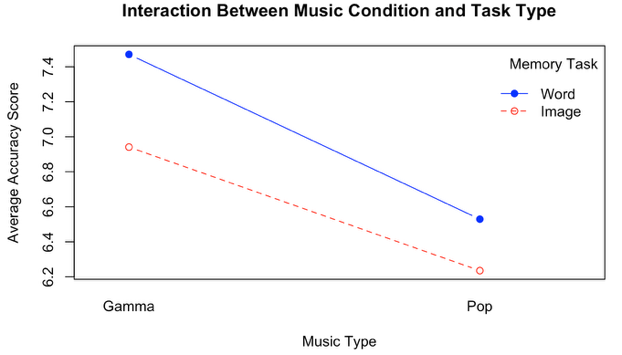 Interaction Between Music Condition and Task Type
Memory Task
Word
Image
Average Accuracy Score
7.4
7.2
7.0
6.8
6.6
6.4
6.2
Gamma
Pop
Music Type